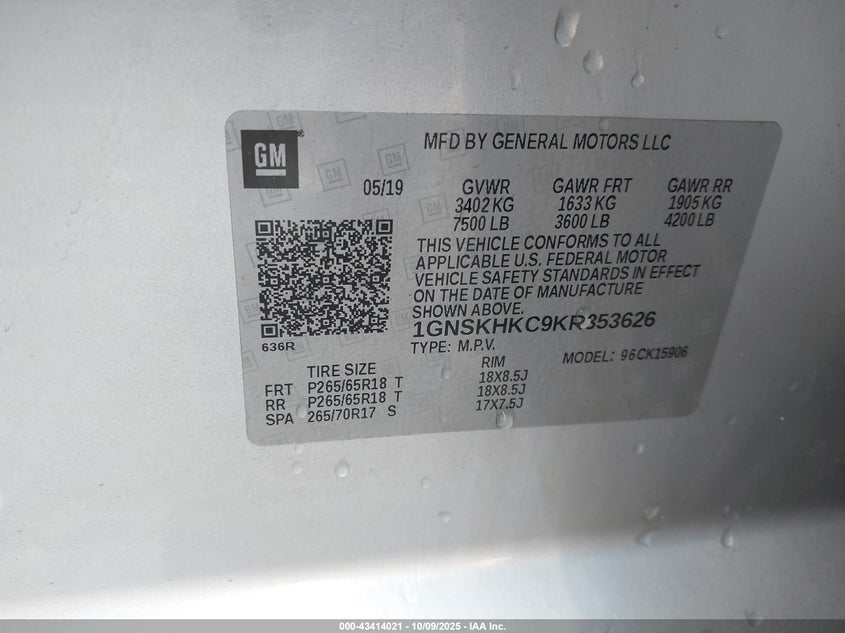 GM
MFD BY GENERAL MOTORS LLC
05/19 GVWR GAWR FRT GAWR RR
3402 KG 1633 KG 1905 KG
7500 LB 3600 LB 4200 LB
THIS VEHICLE CONFORMS TO ALL
APPLICABLE U.S. FEDERAL MOTOR
VEHICLE SAFETY STANDARDS IN EFFECT
ON THE DATE OF MANUFACTURE
SHOWN ABOVE.
1GNSKHKC9KR353626
636R
TYPE: M.P.V. MODEL: 96CK15906
TIRE SIZE RIM
FRT P265/65R18 T 18X8.5J
RR P265/65R18 T 18X8.5J
SPA 265/70R17 S 17X7.5J
000-43414021 - 10/09/2025 - IAA Inc.